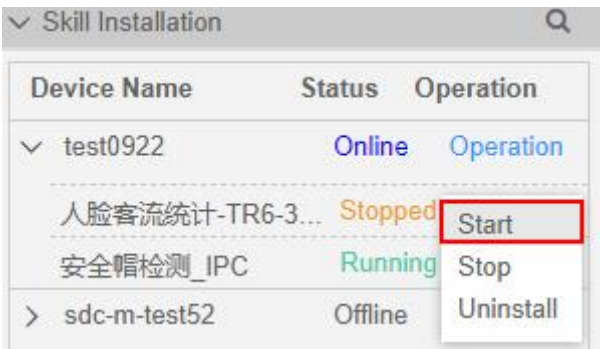 Skill Installation
Device Name Status Operation
test0922 Online Operation
人脸客流统计-TR6-3... Stopped
Start
安全帽检测_IPC Running
Stop
sdc-m-test52 Offline
Uninstall